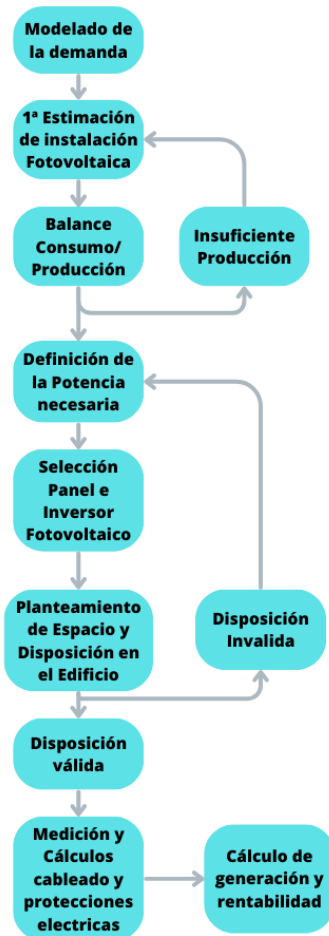 Modelado de
la demanda
1ª Estimación
de instalación
Fotovoltaica
Balance
Consumo/
Producción
Insuficiente
Producción
Definición de
la Potencia
necesaria
Selección
Panel e
Inversor
Fotovoltaico
Planteamiento
de Espacio y
Disposición en
el Edificio
Disposición
Invalida
Disposición
válida
Medición y
Cálculos
cableado y
protecciones
electricas
Cálculo de
generación y
rentabilidad